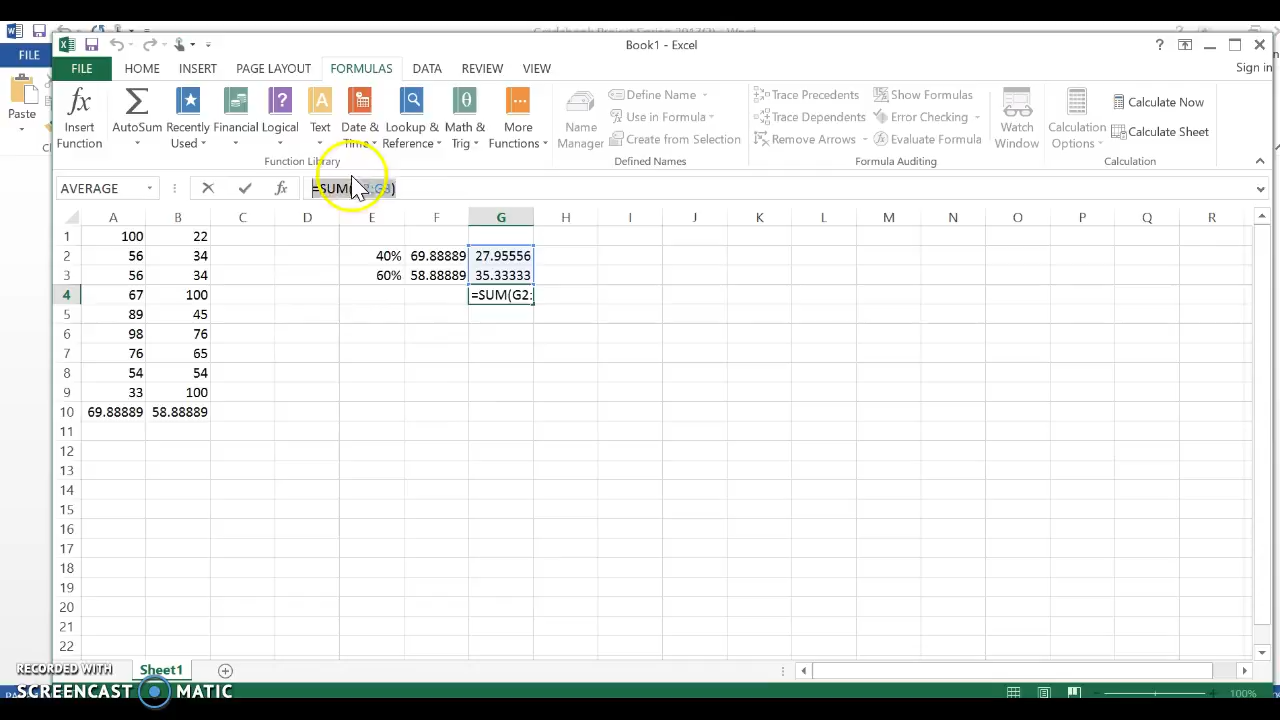 Book1 - Excel
Sign in
FILE
FILE HOME INSERT PAGE LAYOUT FORMULAS DATA REVIEW VIEW
Paste
Insert Function
AutoSum
Recently Used
Financial
Logical
Text
Date & Time
Lookup & Reference
Math & Trig
More Functions
Function Library
Name Manager
Define Name
Use in Formula
Create from Selection
Defined Names
Trace Precedents
Trace Dependents
Remove Arrows
Show Formulas
Error Checking
Evaluate Formula
Formula Auditing
Watch Window
Calculation Options
Calculate Now
Calculate Sheet
Calculation
AVERAGE
fx
=SUM(
A B C D E F G H I J K L M N O P Q R
1 100 22
2 56 34 40% 69.88889 27.95556
3 56 34 60% 58.88889 35.33333
4 67 100 =SUM(G2:
5 89 45
6 98 76
7 76 65
8 54 54
9 33 100
10 69.88889 58.88889
11
12
13
14
15
16
17
18
19
20
21
22
Sheet1
RECORDED WITH
SCREENCAST MATIC
100%